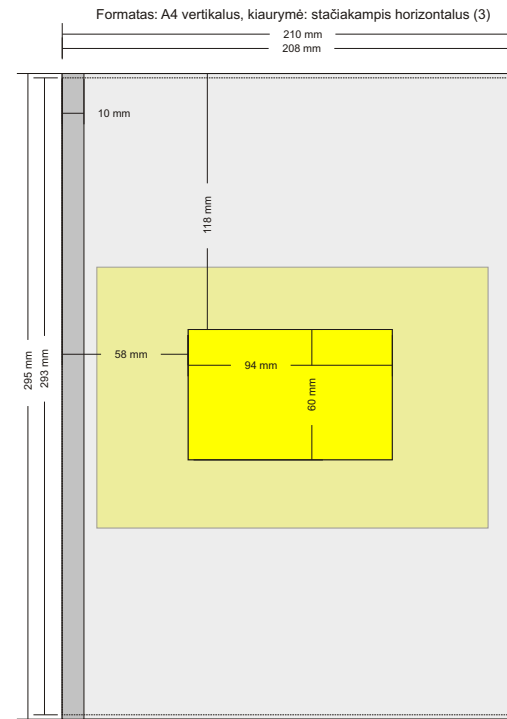 Formatas: A4 vertikalus, kiaurymė: stačiakampis horizontalus (3)
210 mm
208 mm
10 mm
118 mm
58 mm
94 mm
60 mm
295 mm
293 mm